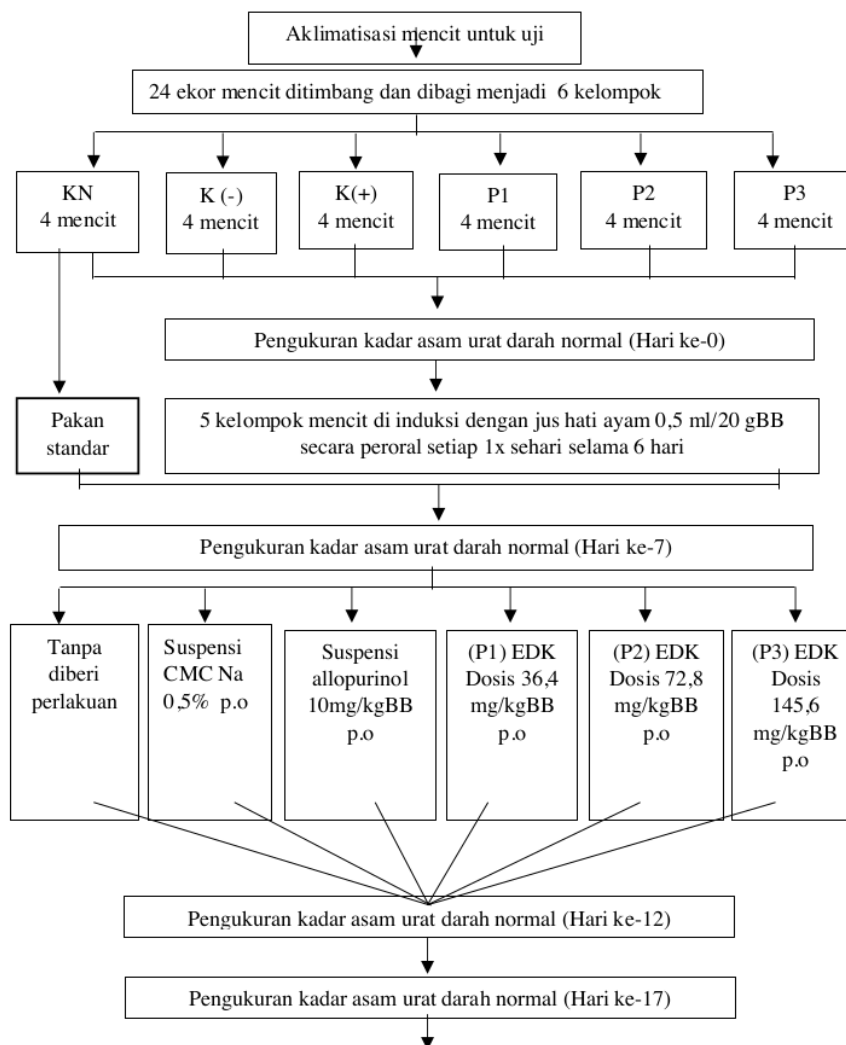 Aklimatisasi mencit untuk uji
24 ekor mencit ditimbang dan dibagi menjadi 6 kelompok
KN
4 mencit
K (-)
4 mencit
K(+)
4 mencit
P1
4 mencit
P2
4 mencit
P3
4 mencit
Pengukuran kadar asam urat darah normal (Hari ke-0)
Pakan
standar
5 kelompok mencit di induksi dengan jus hati ayam 0,5 ml/20 gBB
secara peroral setiap 1x sehari selama 6 hari
Pengukuran kadar asam urat darah normal (Hari ke-7)
Tanpa
diberi
perlakuan
Suspensi
CMC Na
0,5% p.o
Suspensi
allopurinol
10mg/kgBB
p.o
(P1) EDK
Dosis 36,4
mg/kgBB
p.o
(P2) EDK
Dosis 72,8
mg/kgBB
p.o
(P3) EDK
Dosis
145,6
mg/kgBB
p.o
Pengukuran kadar asam urat darah normal (Hari ke-12)
Pengukuran kadar asam urat darah normal (Hari ke-17)